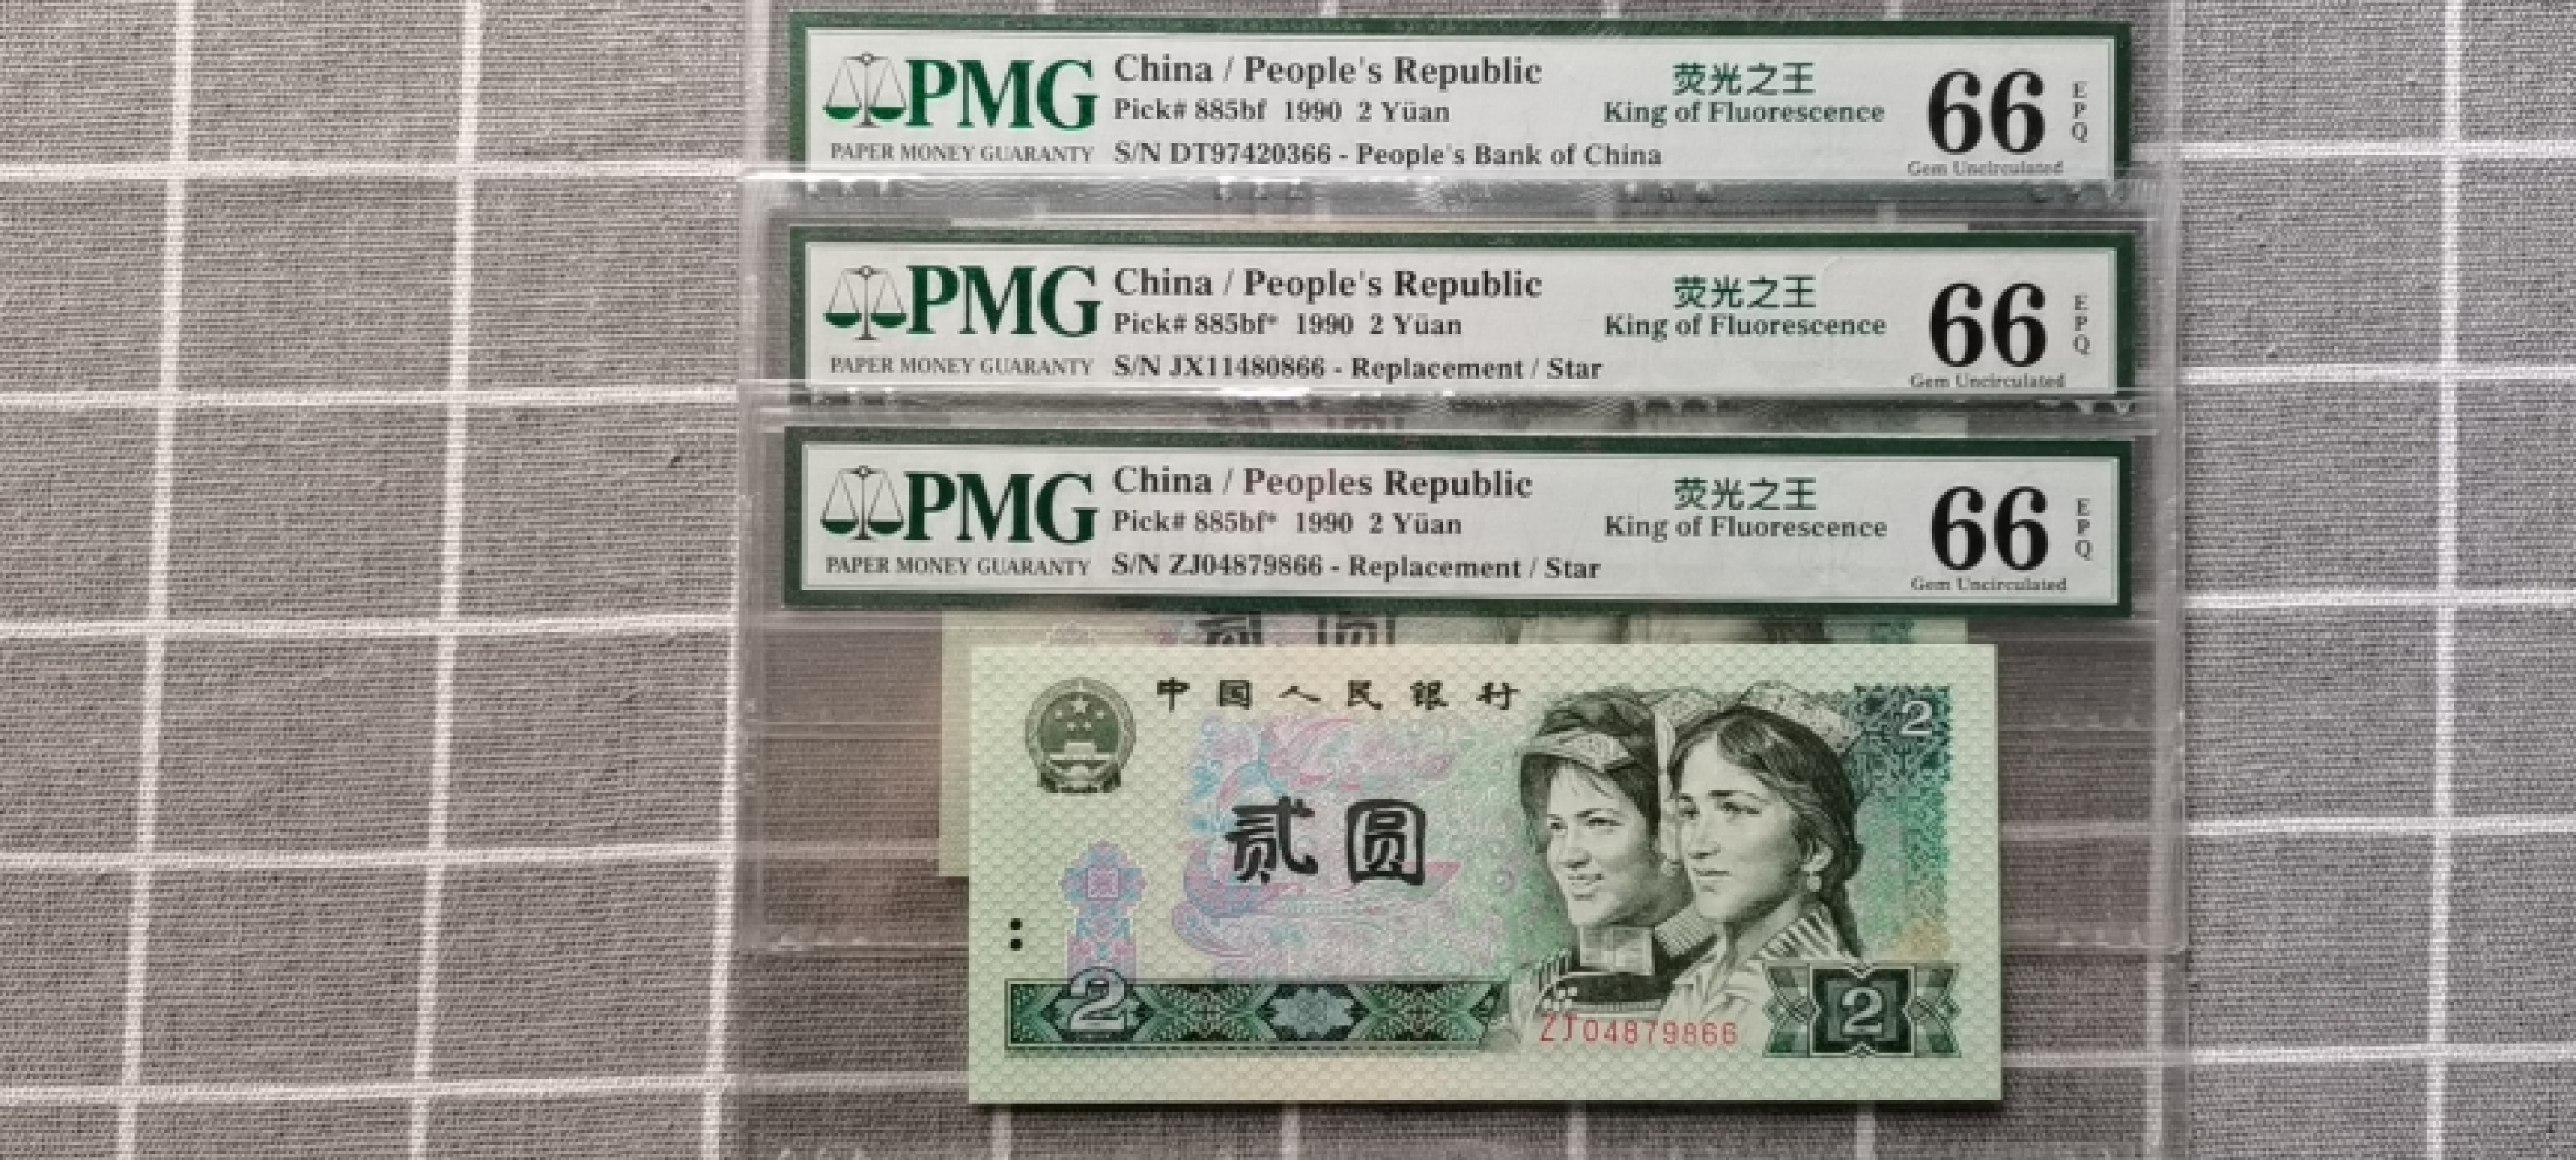 PMG
PAPER MONEY GUARANTY
China / People's Republic
Pick# 885bf 1990 2 Yüan
S/N DT97420366 - People's Bank of China
荧光之王
King of Fluorescence
66
EPQ
Gem Uncirculated
PMG
PAPER MONEY GUARANTY
China / People's Republic
Pick# 885bf* 1990 2 Yüan
S/N JX11480866 - Replacement / Star
荧光之王
King of Fluorescence
66
EPQ
Gem Uncirculated
PMG
PAPER MONEY GUARANTY
China / Peoples Republic
Pick# 885bf* 1990 2 Yüan
S/N ZJ04879866 - Replacement / Star
荧光之王
King of Fluorescence
66
EPQ
Gem Uncirculated
中国人民银行
2
贰圆
2
ZJ04879866
2